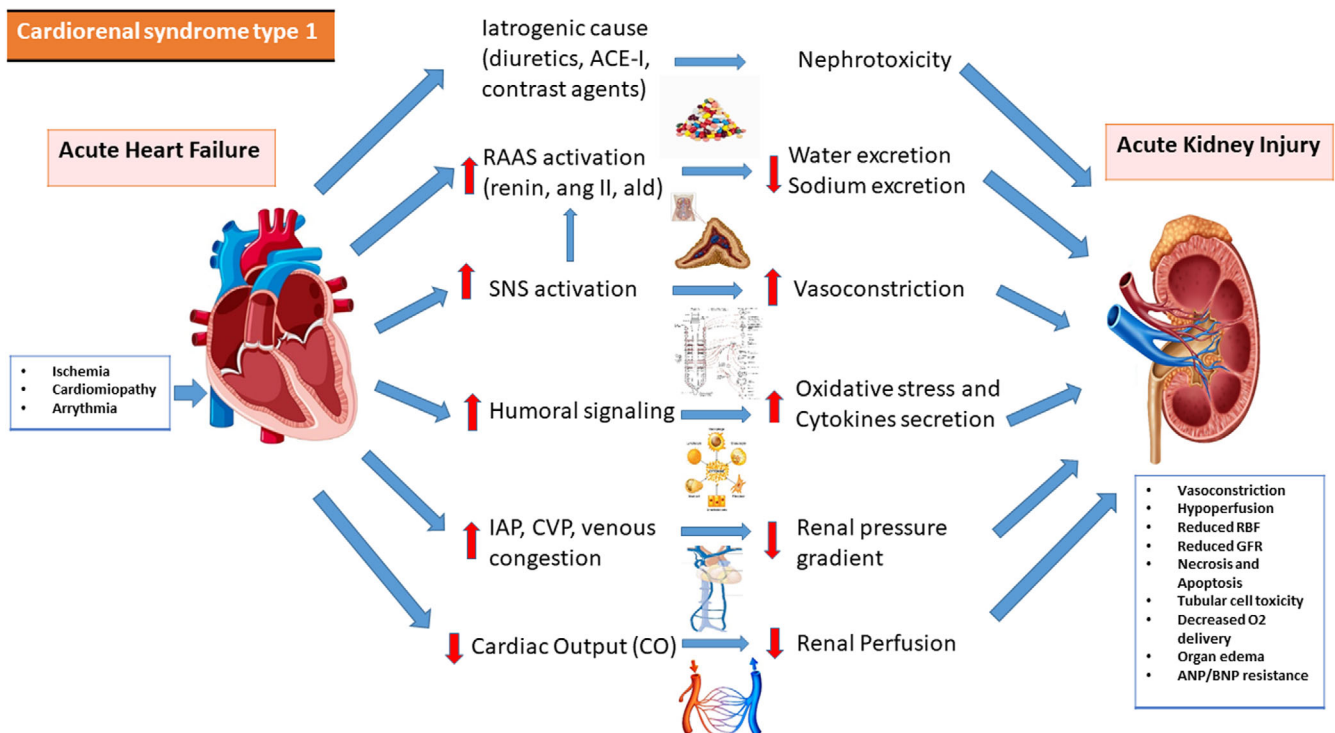 Cardiorenal syndrome type 1
Iatrogenic cause
(diuretics, ACE-I,
contrast agents)
Nephrotoxicity
Acute Heart Failure
Acute Kidney Injury
RAAS activation
(renin, ang II, ald)
Water excretion
Sodium excretion
SNS activation
Vasoconstriction
• Ischemia
• Cardiomiopathy
• Arrythmia
Humoral signaling
Oxidative stress and
Cytokines secretion
IAP, CVP, venous
congestion
Renal pressure
gradient
Cardiac Output (CO)
Renal Perfusion
• Vasoconstriction
• Hypoperfusion
• Reduced RBF
• Reduced GFR
• Necrosis and
Apoptosis
• Tubular cell toxicity
• Decreased O2
delivery
• Organ edema
• ANP/BNP resistance